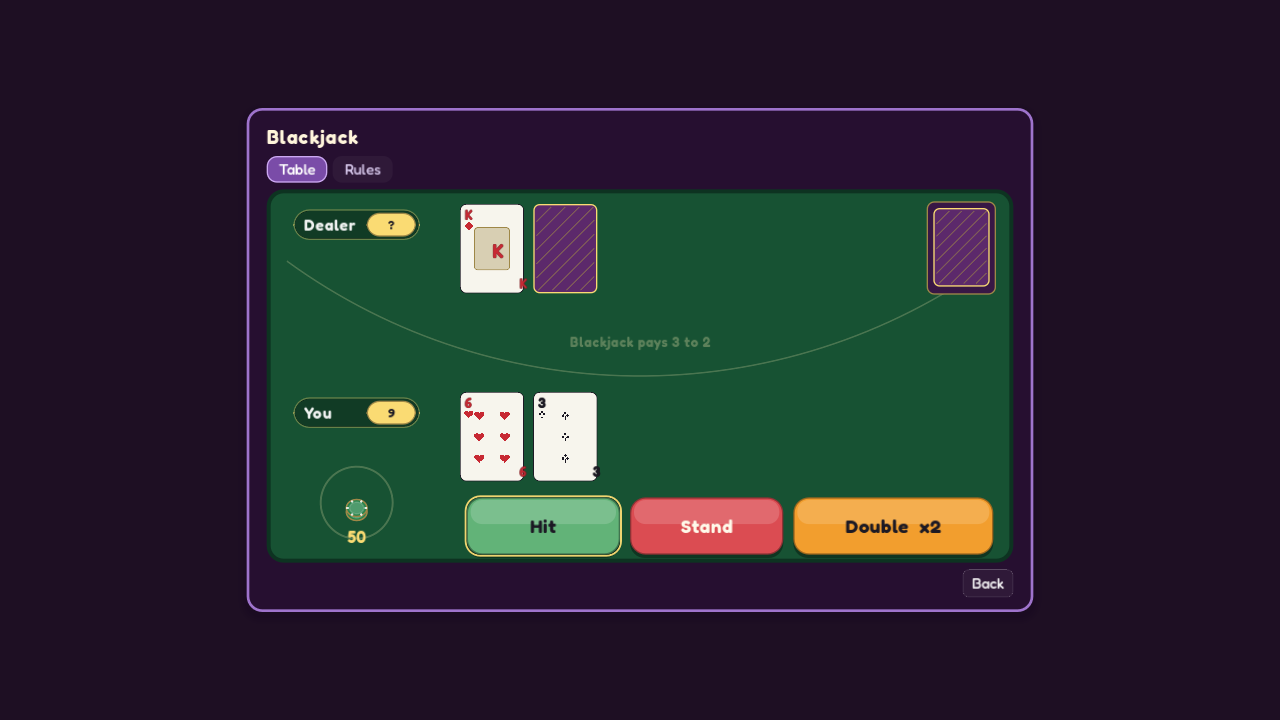 Blackjack
Table Rules
Dealer ?
K
K
K
Blackjack pays 3 to 2
You 9
6
6
3
3
50
Hit Stand Double x2
Back